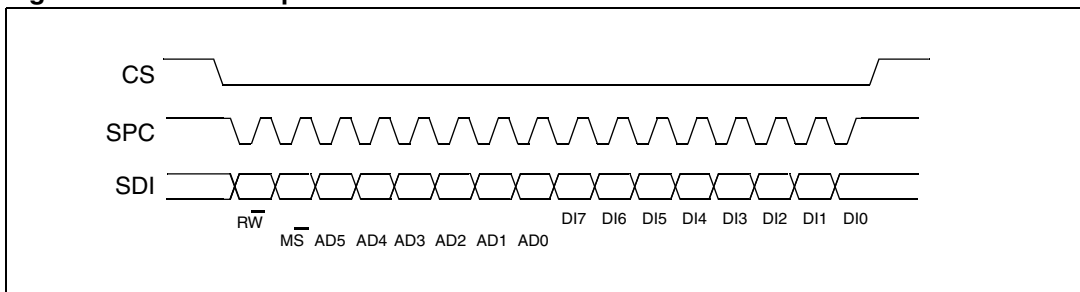 CS
SPC
SDI
RW DI7 DI6 DI5 DI4 DI3 DI2 DI1 DI0
MS AD5 AD4 AD3 AD2 AD1 AD0